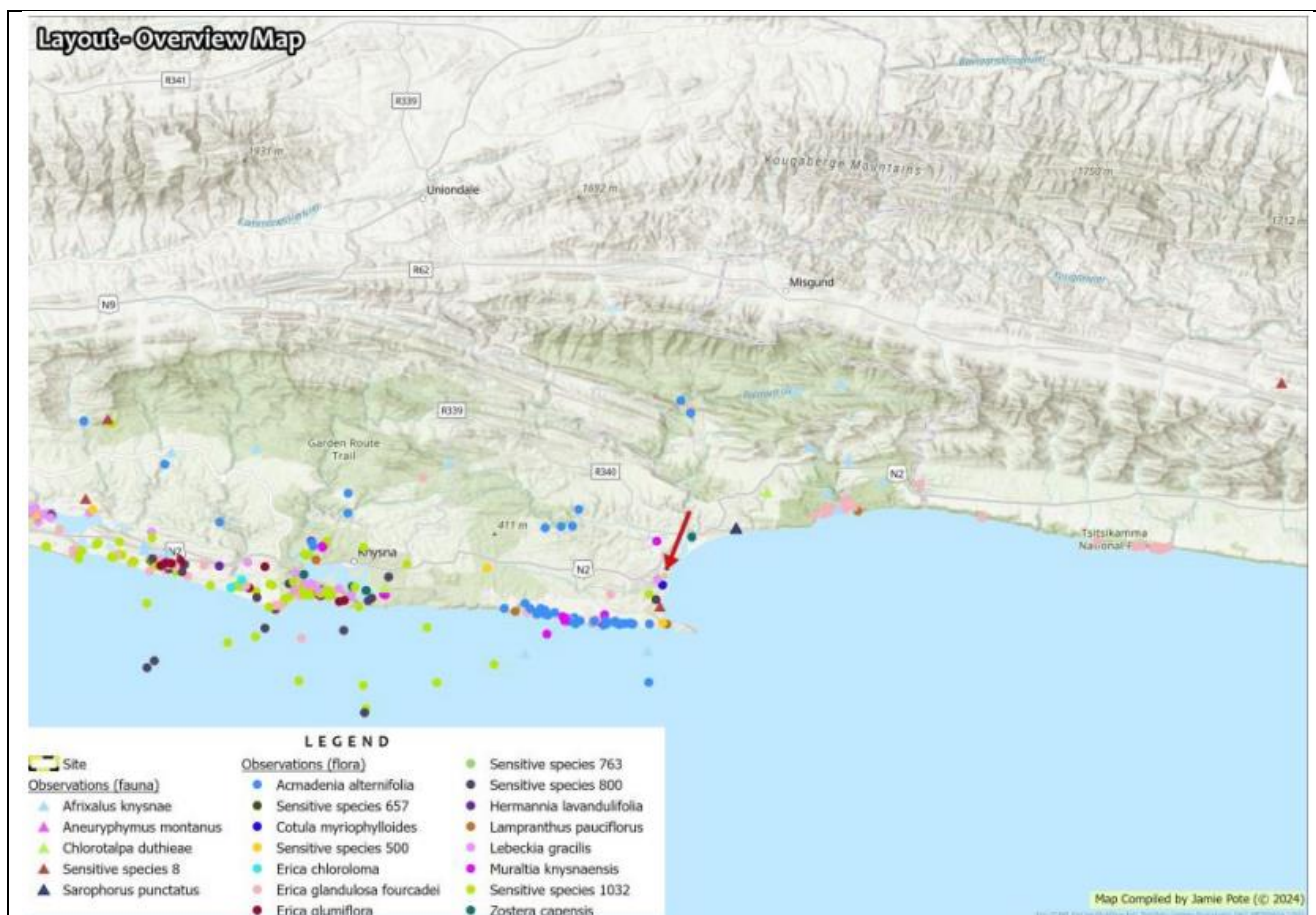 Layout - Overview Map
R341
R339
1931 m
Kougaberge Mountains
1750 m
Uniondale
1692 m
1712 m
R62
Misgund
N9
R339
Garden Route
Trail
R340
N2
411 m
N2
Knysna
Tsitsikamma
N2
LEGEND
Site
Observations (fauna)
Afrixalus knysnae
Aneuryphymus montanus
Chlorotalpa duthieae
Sensitive species 8
Sarophorus punctatus
Observations (flora)
Acmadenia alternifolia
Sensitive species 657
Cotula myriophylloides
Sensitive species 500
Erica chloroloma
Erica glandulosa fourcadei
Erica glumiflora
Sensitive species 763
Sensitive species 800
Hermannia lavandulifolia
Lampranthus pauciflorus
Lebeckia gracilis
Muraltia knysnaensis
Sensitive species 1032
Zostera capensis
Map Compiled by Jamie Pote (© 2024)